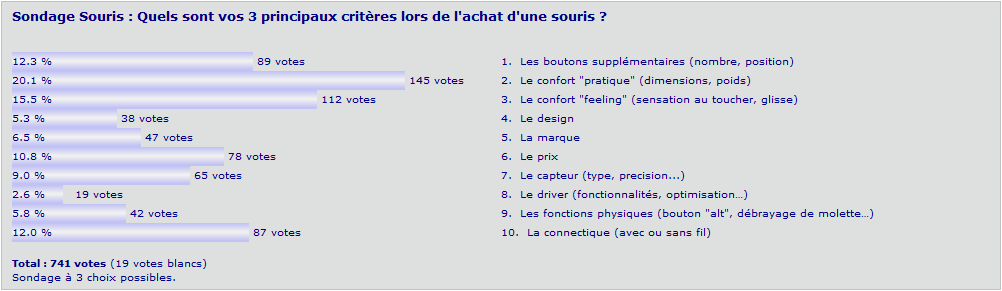 Sondage Souris : Quels sont vos 3 principaux critères lors de l'achat d'une souris ?
12.3 % 89 votes 1. Les boutons supplémentaires (nombre, position)
20.1 % 145 votes 2. Le confort "pratique" (dimensions, poids)
15.5 % 112 votes 3. Le confort "feeling" (sensation au toucher, glisse)
5.3 % 38 votes 4. Le design
6.5 % 47 votes 5. La marque
10.8 % 78 votes 6. Le prix
9.0 % 65 votes 7. Le capteur (type, precision...)
2.6 % 19 votes 8. Le driver (fonctionnalités, optimisation...)
5.8 % 42 votes 9. Les fonctions physiques (bouton "alt", débrayage de molette...)
12.0 % 87 votes 10. La connectique (avec ou sans fil)
Total : 741 votes (19 votes blancs)
Sondage à 3 choix possibles.